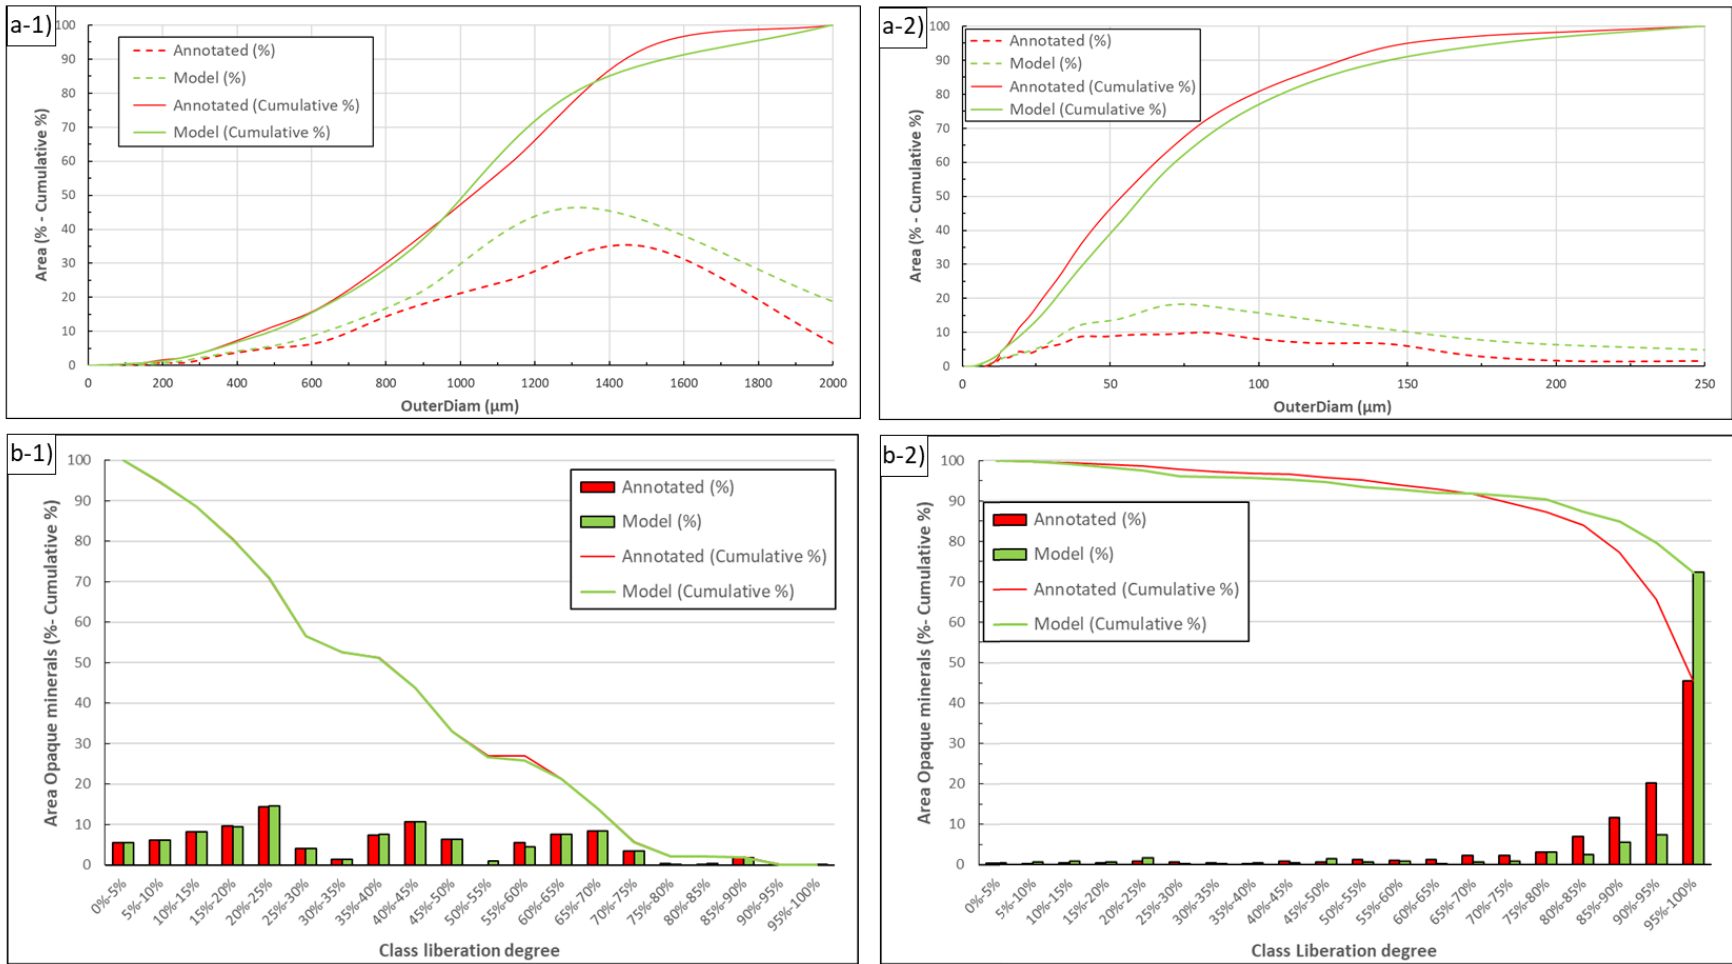 a-1)
Area (% - Cumulative %)
100
90
80
70
60
50
40
30
20
10
0
Annotated (%)
Model (%)
Annotated (Cumulative %)
Model (Cumulative %)
0 200 400 600 800 1000 1200 1400 1600 1800 2000
OuterDiam (µm)
a-2)
Area (% - Cumulative %)
100
90
80
70
60
50
40
30
20
10
0
Annotated (%)
Model (%)
Annotated (Cumulative %)
Model (Cumulative %)
0 50 100 150 200 250
OuterDiam (µm)
b-1)
Area Opaque minerals (%- Cumulative %)
100
90
80
70
60
50
40
30
20
10
0
Annotated (%)
Model (%)
Annotated (Cumulative %)
Model (Cumulative %)
0%-5% 5%-10% 10%-15% 15%-20% 20%-25% 25%-30% 30%-35% 35%-40% 40%-45% 45%-50% 50%-55% 55%-60% 60%-65% 65%-70% 70%-75% 75%-80% 80%-85% 85%-90% 90%-95% 95%-100%
Class liberation degree
b-2)
Area Opaque minerals (%- Cumulative %)
100
90
80
70
60
50
40
30
20
10
0
Annotated (%)
Model (%)
Annotated (Cumulative %)
Model (Cumulative %)
0%-5% 5%-10% 10%-15% 15%-20% 20%-25% 25%-30% 30%-35% 35%-40% 40%-45% 45%-50% 50%-55% 55%-60% 60%-65% 65%-70% 70%-75% 75%-80% 80%-85% 85%-90% 90%-95% 95%-100%
Class Liberation degree